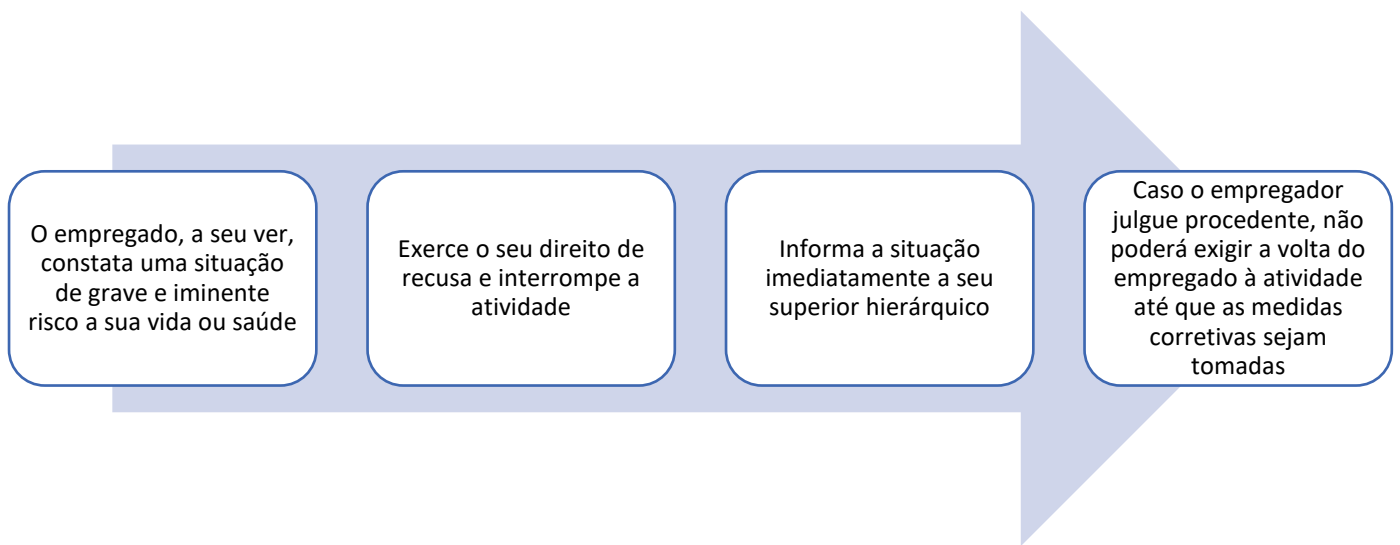 O empregado, a seu ver,
constata uma situação
de grave e iminente
risco a sua vida ou saúde
Exerce o seu direito de
recusa e interrompe a
atividade
Informa a situação
imediatamente a seu
superior hierárquico
Caso o empregador
julgue procedente, não
poderá exigir a volta do
empregado à atividade
até que as medidas
corretivas sejam
tomadas